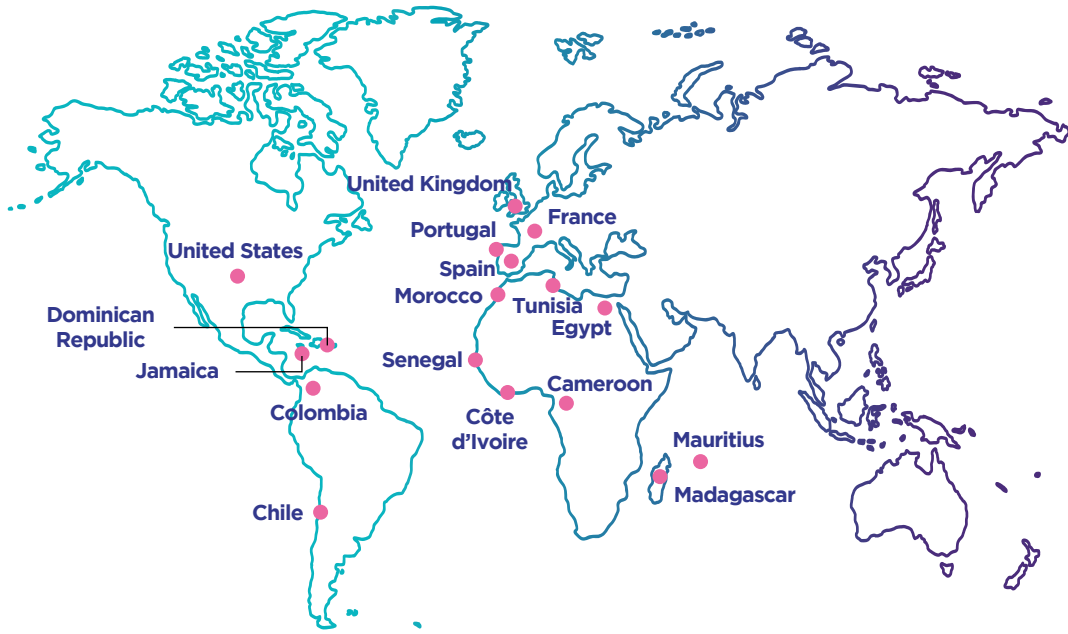 United Kingdom
France
Portugal
United States
Spain
Morocco
Tunisia
Egypt
Dominican
Republic
Senegal
Jamaica
Cameroon
Colombia
Côte
d'Ivoire
Mauritius
Madagascar
Chile